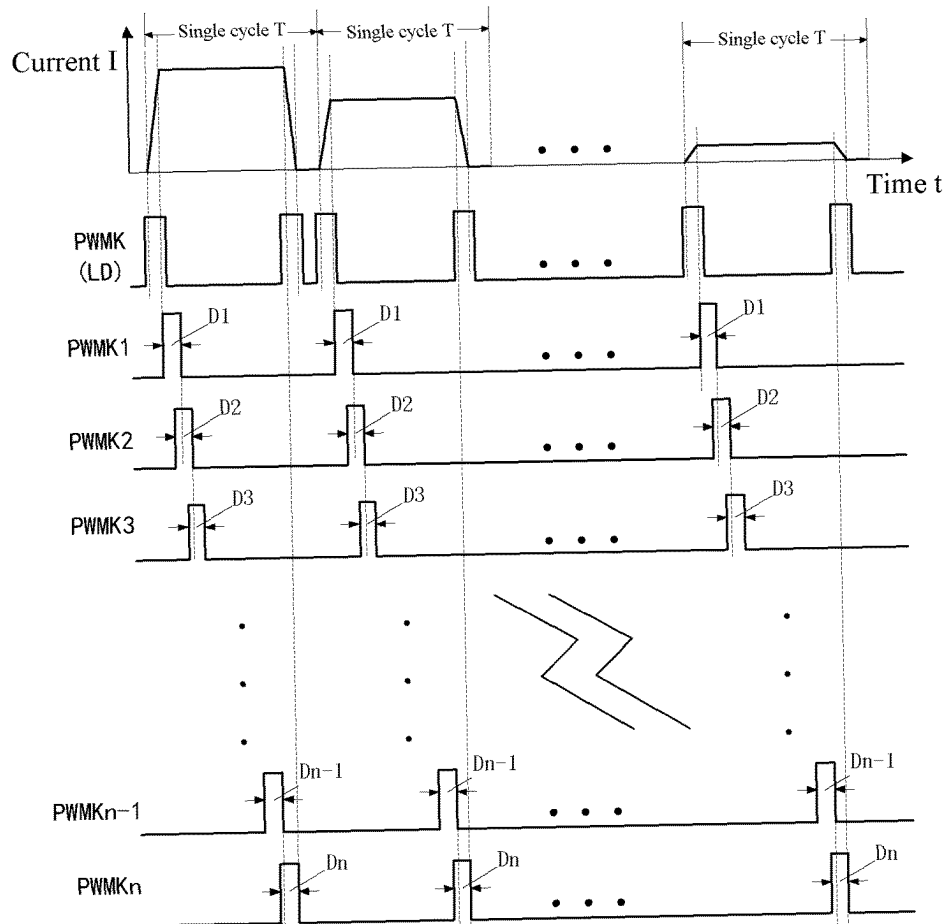 Single cycle T
Single cycle T
Single cycle T
Current I
Time t
PWMK
(LD)
D1
D1
D1
PWMK1
D2
D2
D2
PWMK2
D3
D3
D3
PWMK3
Dn-1
Dn-1
Dn-1
PWMKn-1
Dn
Dn
Dn
PWMKn